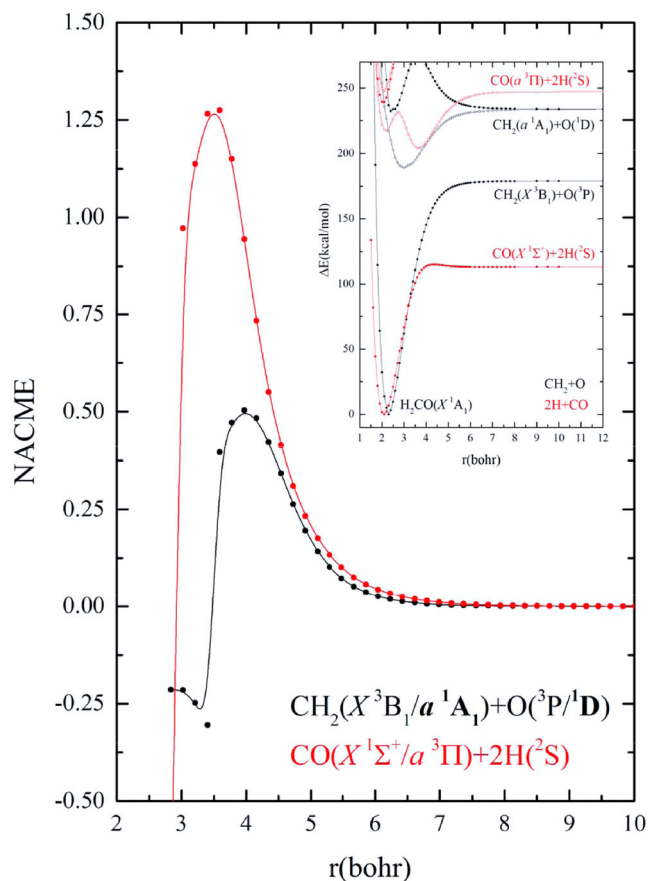 1.25
1.00
0.75
0.50
0.25
0.00
-0.25
-0.50
NACME
2 3 4 5 6 7 8 9 10
r(bohr)
CH₂(X ³B₁/a ¹A₁)+O(³P/¹D)
CO(X ¹Σ⁺/a ³Π)+2H(²S)
250
200
150
100
50
0
ΔE(kcal/mol)
1 2 3 4 5 6 7 8 9 10 11 12
r(bohr)
CO(a ³Π)+2H(²S)
CH₂(a ¹A₁)+O(¹D)
CH₂(X ³B₁)+O(³P)
CO(X ¹Σ⁺)+2H(²S)
H₂CO(X ¹A₁)
CH₂+O
2H+CO